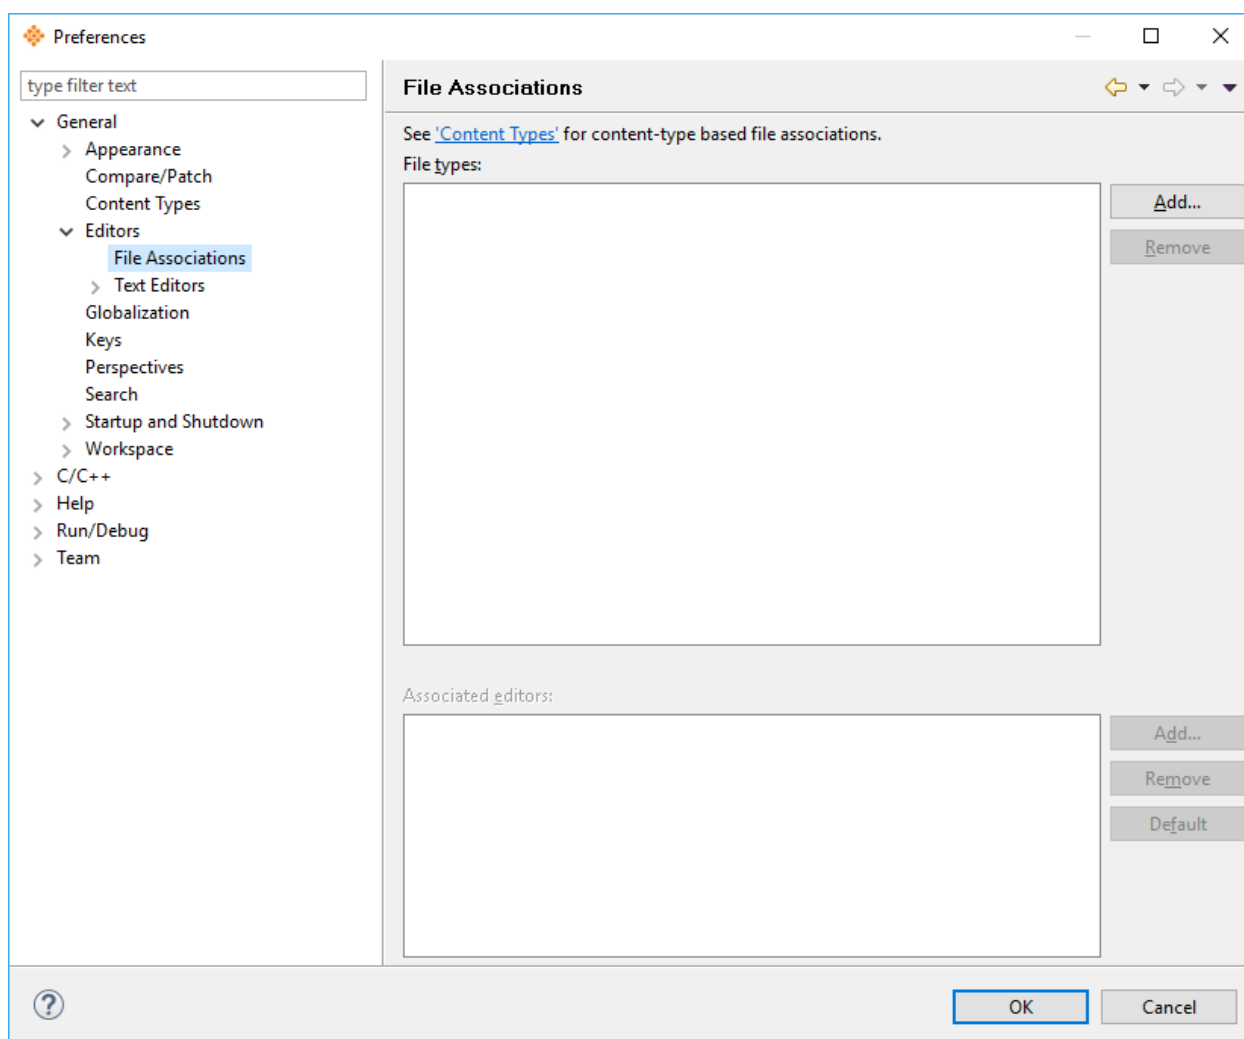 Preferences
type filter text
General
Appearance
Compare/Patch
Content Types
Editors
File Associations
Text Editors
Globalization
Keys
Perspectives
Search
Startup and Shutdown
Workspace
C/C++
Help
Run/Debug
Team
File Associations
See 'Content Types' for content-type based file associations.
File types:
Add...
Remove
Associated editors:
Add...
Remove
Default
?
OK
Cancel